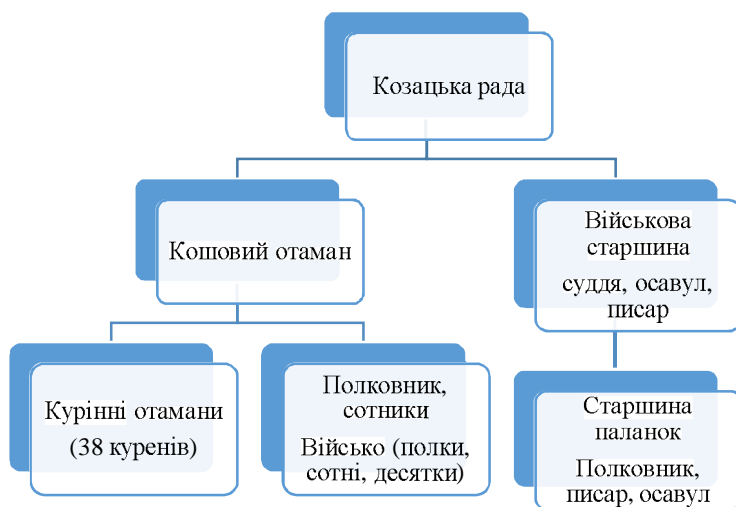 Козацька рада
Кошовий отаман
Військова
старшина
суддя, осавул,
писар
Курінні отамани
(38 куренів)
Полковник,
сотники
Військо (полки,
сотні, десятки)
Старшина
паланок
Полковник,
писар, осавул